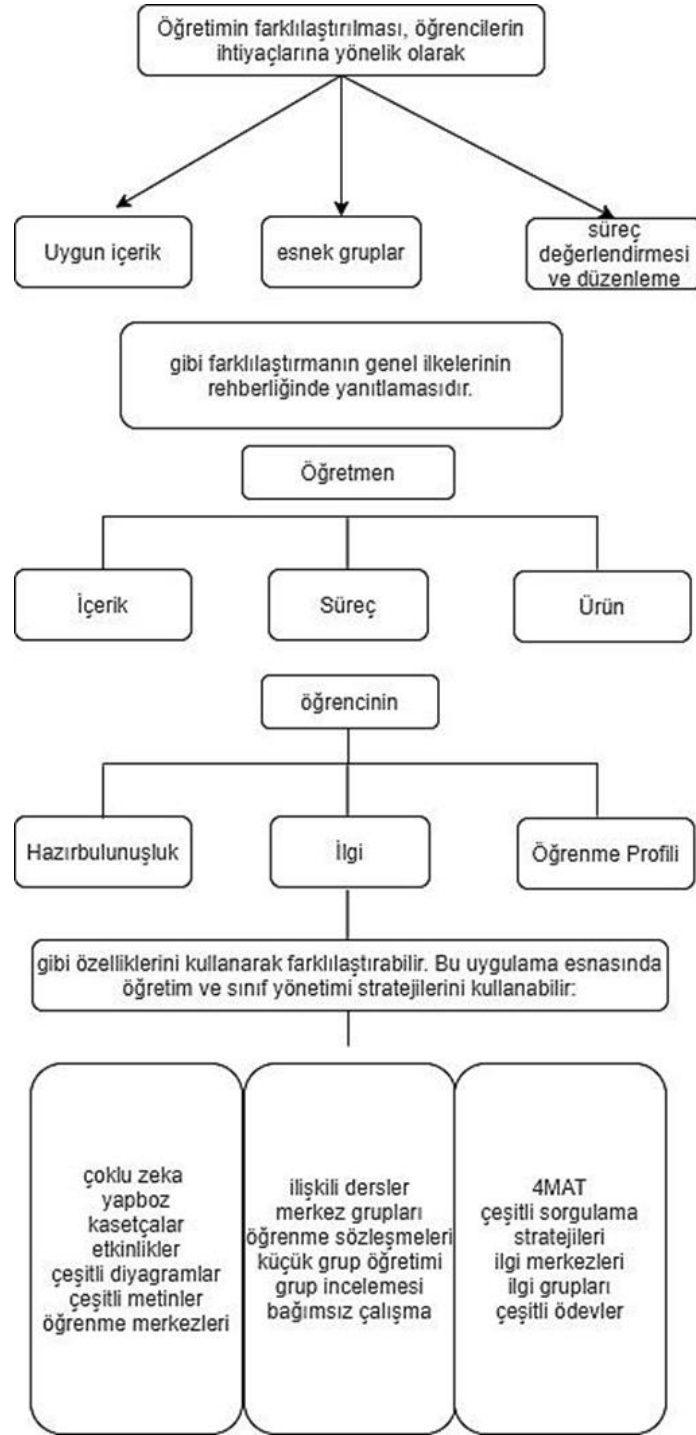 Öğretimin farklılaştırılması, öğrencilerin
ihtiyaçlarına yönelik olarak
Uygun içerik
esnek gruplar
süreç
değerlendirmesi
ve düzenleme
gibi farklılaştırmanın genel ilkelerinin
rehberliğinde yanıtlamasıdır.
Öğretmen
İçerik
Süreç
Ürün
öğrencinin
Hazırbulunuşluk
İlgi
Öğrenme Profili
gibi özelliklerini kullanarak farklılaştırabilir. Bu uygulama esnasında
öğretim ve sınıf yönetimi stratejilerini kullanabilir:
çoklu zeka
yapboz
kasetçalar
etkinlikler
çeşitli diyagramlar
çeşitli metinler
öğrenme merkezleri
ilişkili dersler
merkez grupları
öğrenme sözleşmeleri
küçük grup öğretimi
grup incelemesi
bağımsız çalışma
4MAT
çeşitli sorgulama
stratejileri
ilgi merkezleri
ilgi grupları
çeşitli ödevler